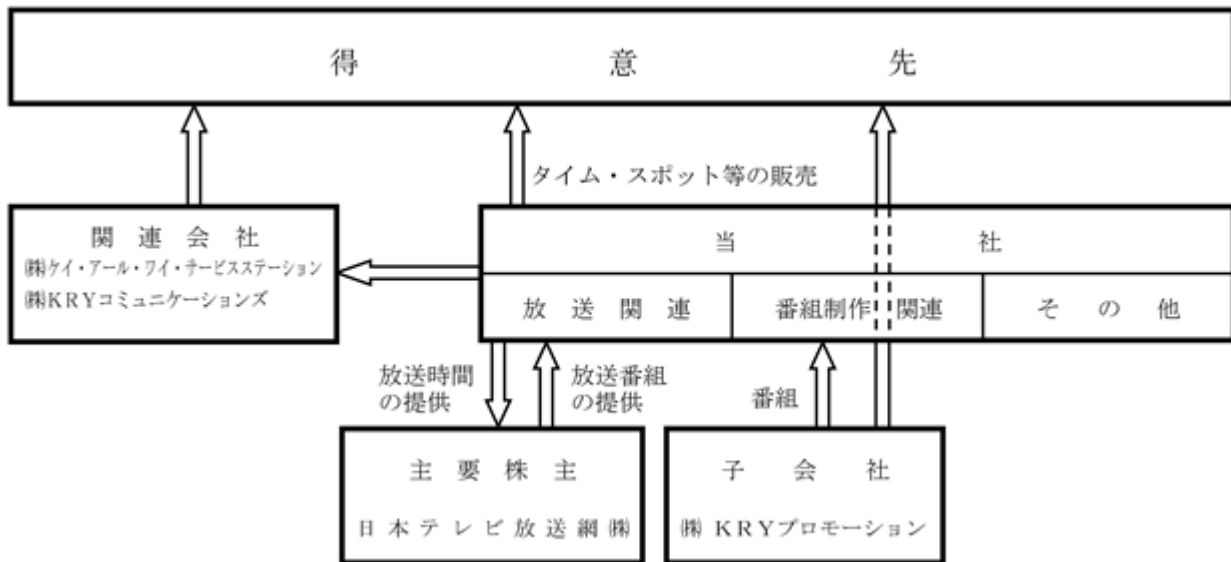 得意先
タイム・スポット等の販売
関連会社
㈱ケイ・アール・ワイ・サービスステーション
㈱KRYコミュニケーションズ
当社
放送関連
番組制作関連
その他
放送時間
の提供
放送番組
の提供
番組
主要株主
日本テレビ放送網㈱
子会社
㈱KRYプロモーション